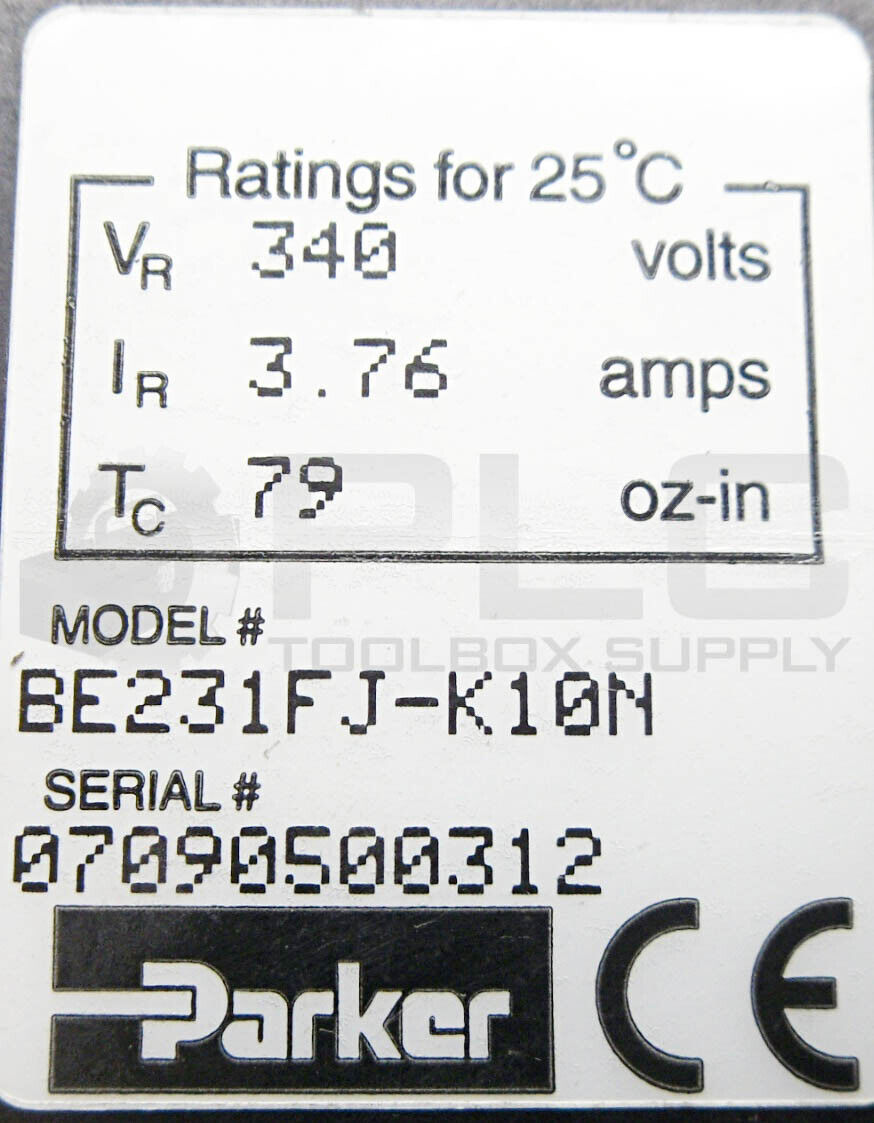 Ratings for 25°C
VR 340 volts
IR 3.76 amps
TC 79 oz-in
PLC
TOOLBOX SUPPLY
MODEL #
BE231FJ-K10N
SERIAL #
07090500312
Parker CE